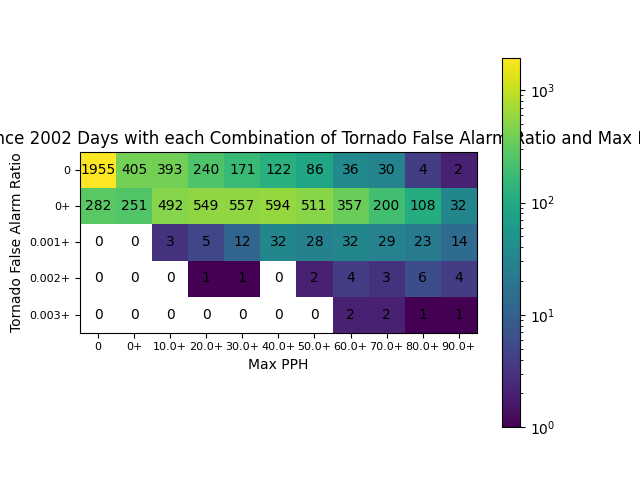 nce 2002 Days with each Combination of Tornado False Alarm Ratio and Max
Tornado False Alarm Ratio
0 1955 405 393 240 171 122 86 36 30 4 2
0+ 282 251 492 549 557 594 511 357 200 108 32
0.001+ 0 0 3 5 12 32 28 32 29 23 14
0.002+ 0 0 0 1 1 0 2 4 3 6 4
0.003+ 0 0 0 0 0 0 0 2 2 1 1
0 0+ 10.0+ 20.0+ 30.0+ 40.0+ 50.0+ 60.0+ 70.0+ 80.0+ 90.0+
Max PPH
10³
10²
10¹
10⁰